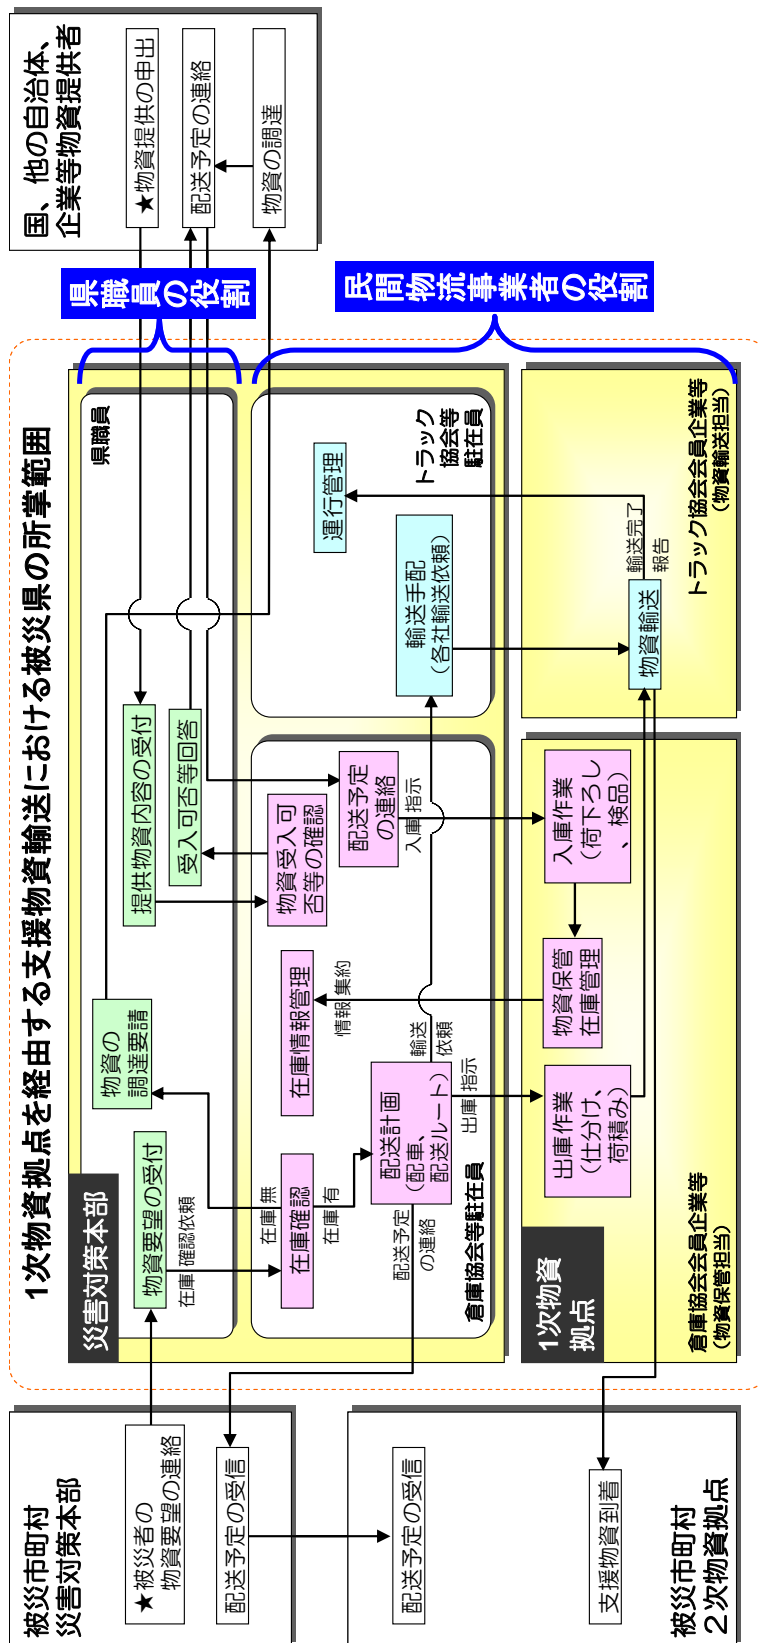 1次物資拠点を経由する支援物資輸送における被災県の所掌範囲
被災市町村
災害対策本部
★被災者の
物資要望の連絡
配送予定の受信
被災市町村
２次物資拠点
配送予定の受信
支援物資到着
災害対策本部
県職員
物資要望の受付
物資の
調達要請
提供物資内容の受付
受入可否等回答
在庫確認依頼
在庫無
在庫有
在庫確認
在庫情報管理
物資受入可
否等の確認
配送予定
の連絡
配送計画
（配車、
配送ルート）
配送予定
の連絡
情報集約
輸送
依頼
入庫指示
出庫指示
倉庫協会等駐在員
運行管理
輸送手配
（各社輸送依頼）
トラック
協会等
駐在員
1次物資
拠点
出庫作業
（仕分け、
荷積み）
物資保管
在庫管理
入庫作業
（荷下ろし
、検品）
倉庫協会会員企業等
（物資保管担当）
物資輸送
輸送完了
報告
トラック協会会員企業等
（物資輸送担当）
県職員の役割
民間物流事業者の役割
国、他の自治体、
企業等物資提供者
★物資提供の申出
配送予定の連絡
物資の調達